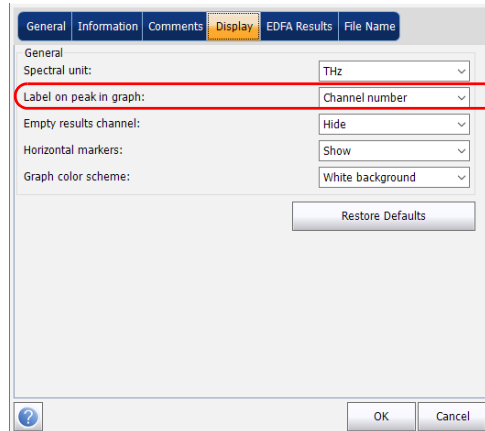 General Information Comments Display EDFA Results File Name
General
Spectral unit: THz
Label on peak in graph: Channel number
Empty results channel: Hide
Horizontal markers: Show
Graph color scheme: White background
Restore Defaults
? OK Cancel